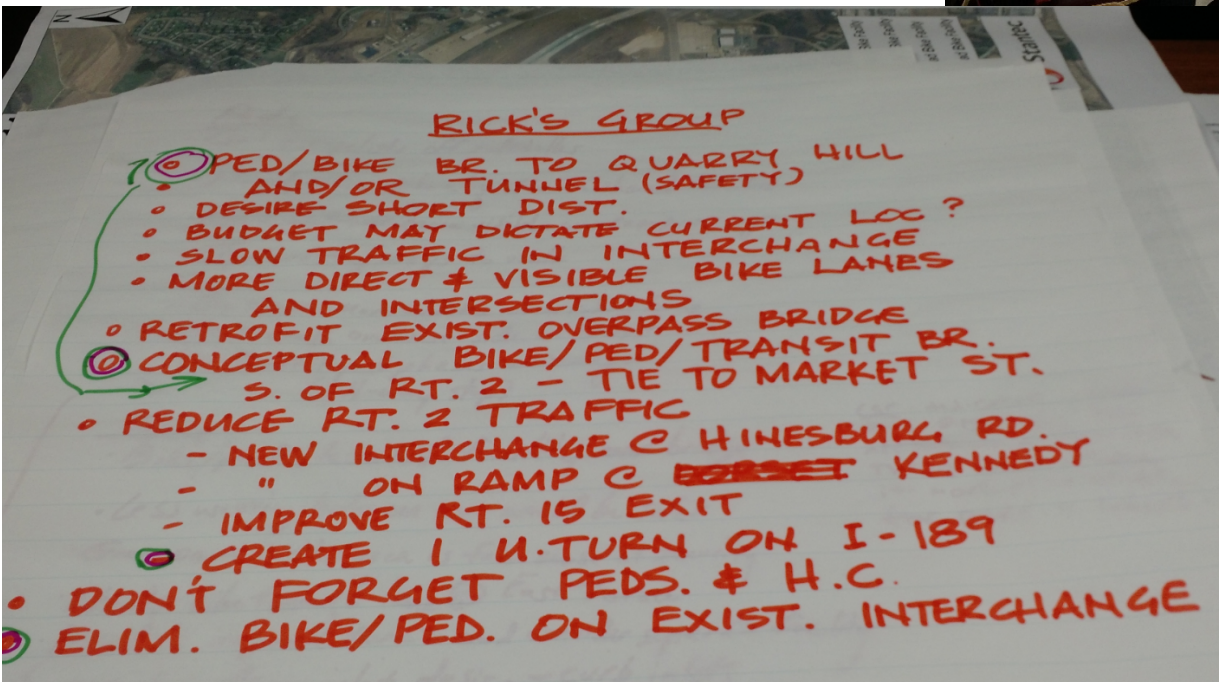 N
Stantec
RICK'S GROUP
• PED/BIKE BR. TO QUARRY HILL
• AND/OR TUNNEL (SAFETY)
• DESIRE SHORT DIST.
• BUDGET MAY DICTATE CURRENT LOC ?
• SLOW TRAFFIC IN INTERCHANGE
• MORE DIRECT & VISIBLE BIKE LANES
AND INTERSECTIONS
• RETROFIT EXIST. OVERPASS BRIDGE
• CONCEPTUAL BIKE/PED/TRANSIT BR.
S. OF RT. 2 - TIE TO MARKET ST.
• REDUCE RT. 2 TRAFFIC
- NEW INTERCHANGE @ HINESBURG RD.
- " ON RAMP @ KENNEDY
- IMPROVE RT. 15 EXIT
- CREATE 1 U.TURN ON I-189
• DON'T FORGET PEDS. & H.C.
• ELIM. BIKE/PED. ON EXIST. INTERCHANGE